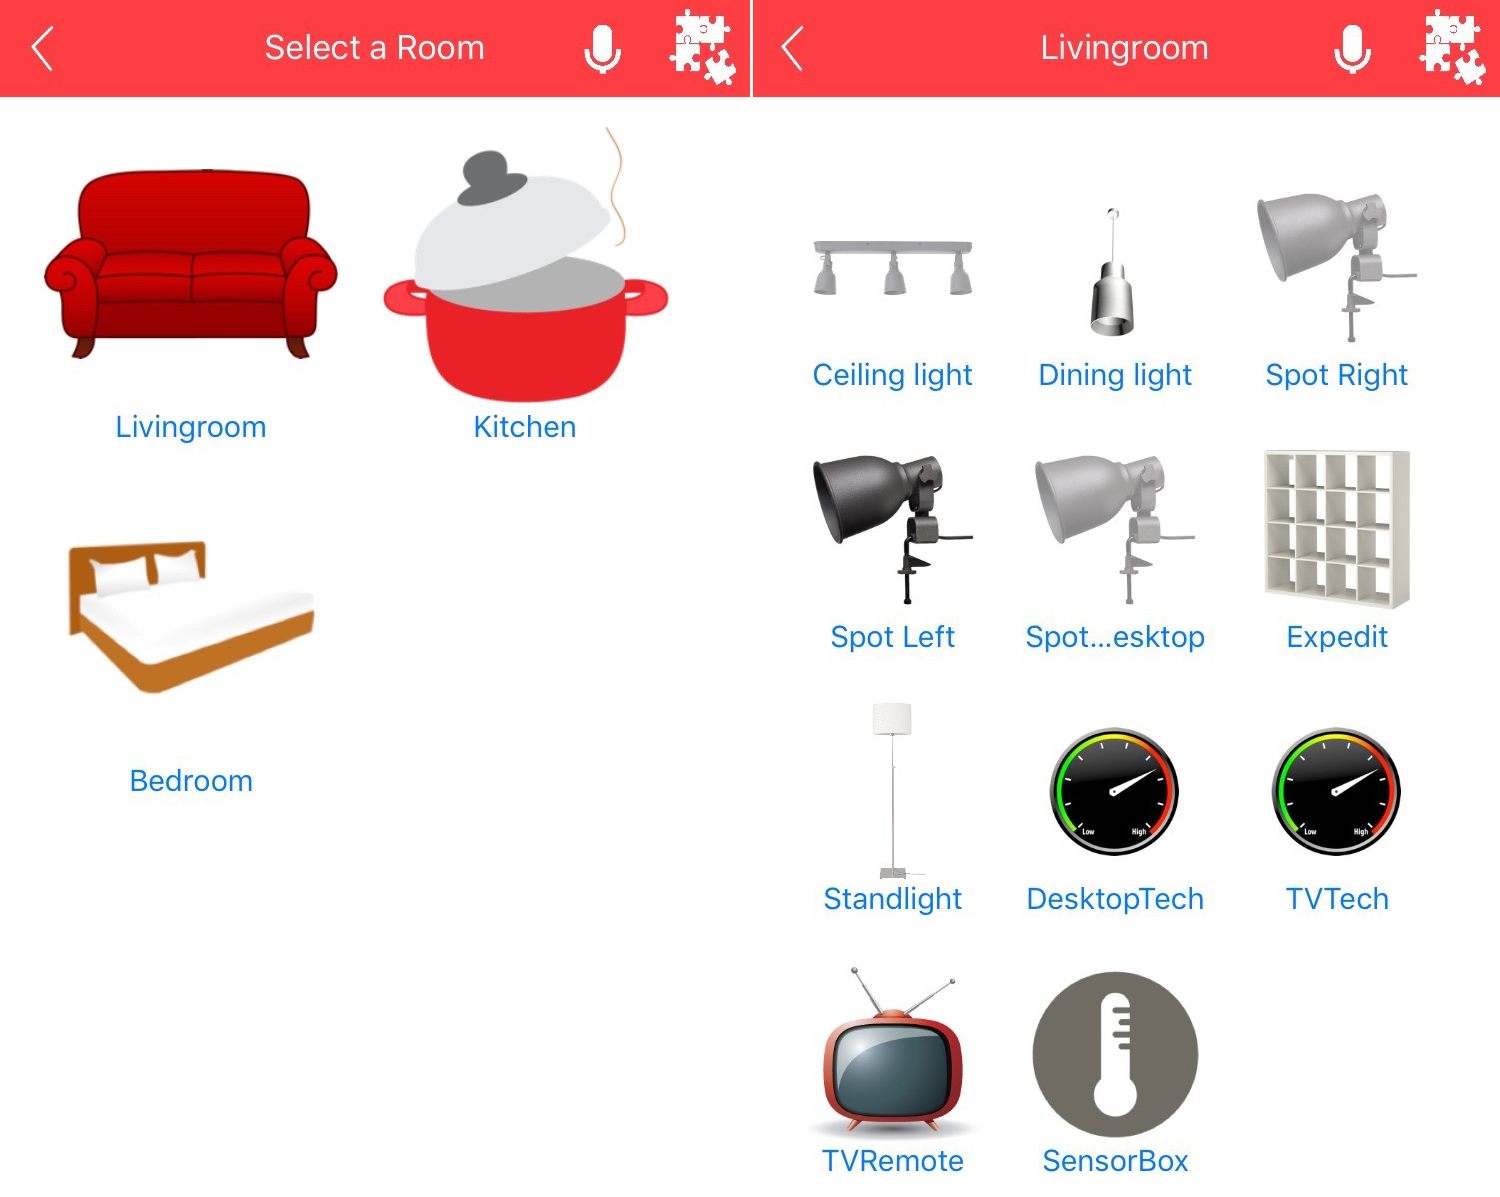 Select a Room
Livingroom
Kitchen
Bedroom
Livingroom
Ceiling light
Dining light
Spot Right
Spot Left
Spot...esktop
Expedit
Standlight
Low
High
DesktopTech
Low
High
TVTech
TVRemote
SensorBox